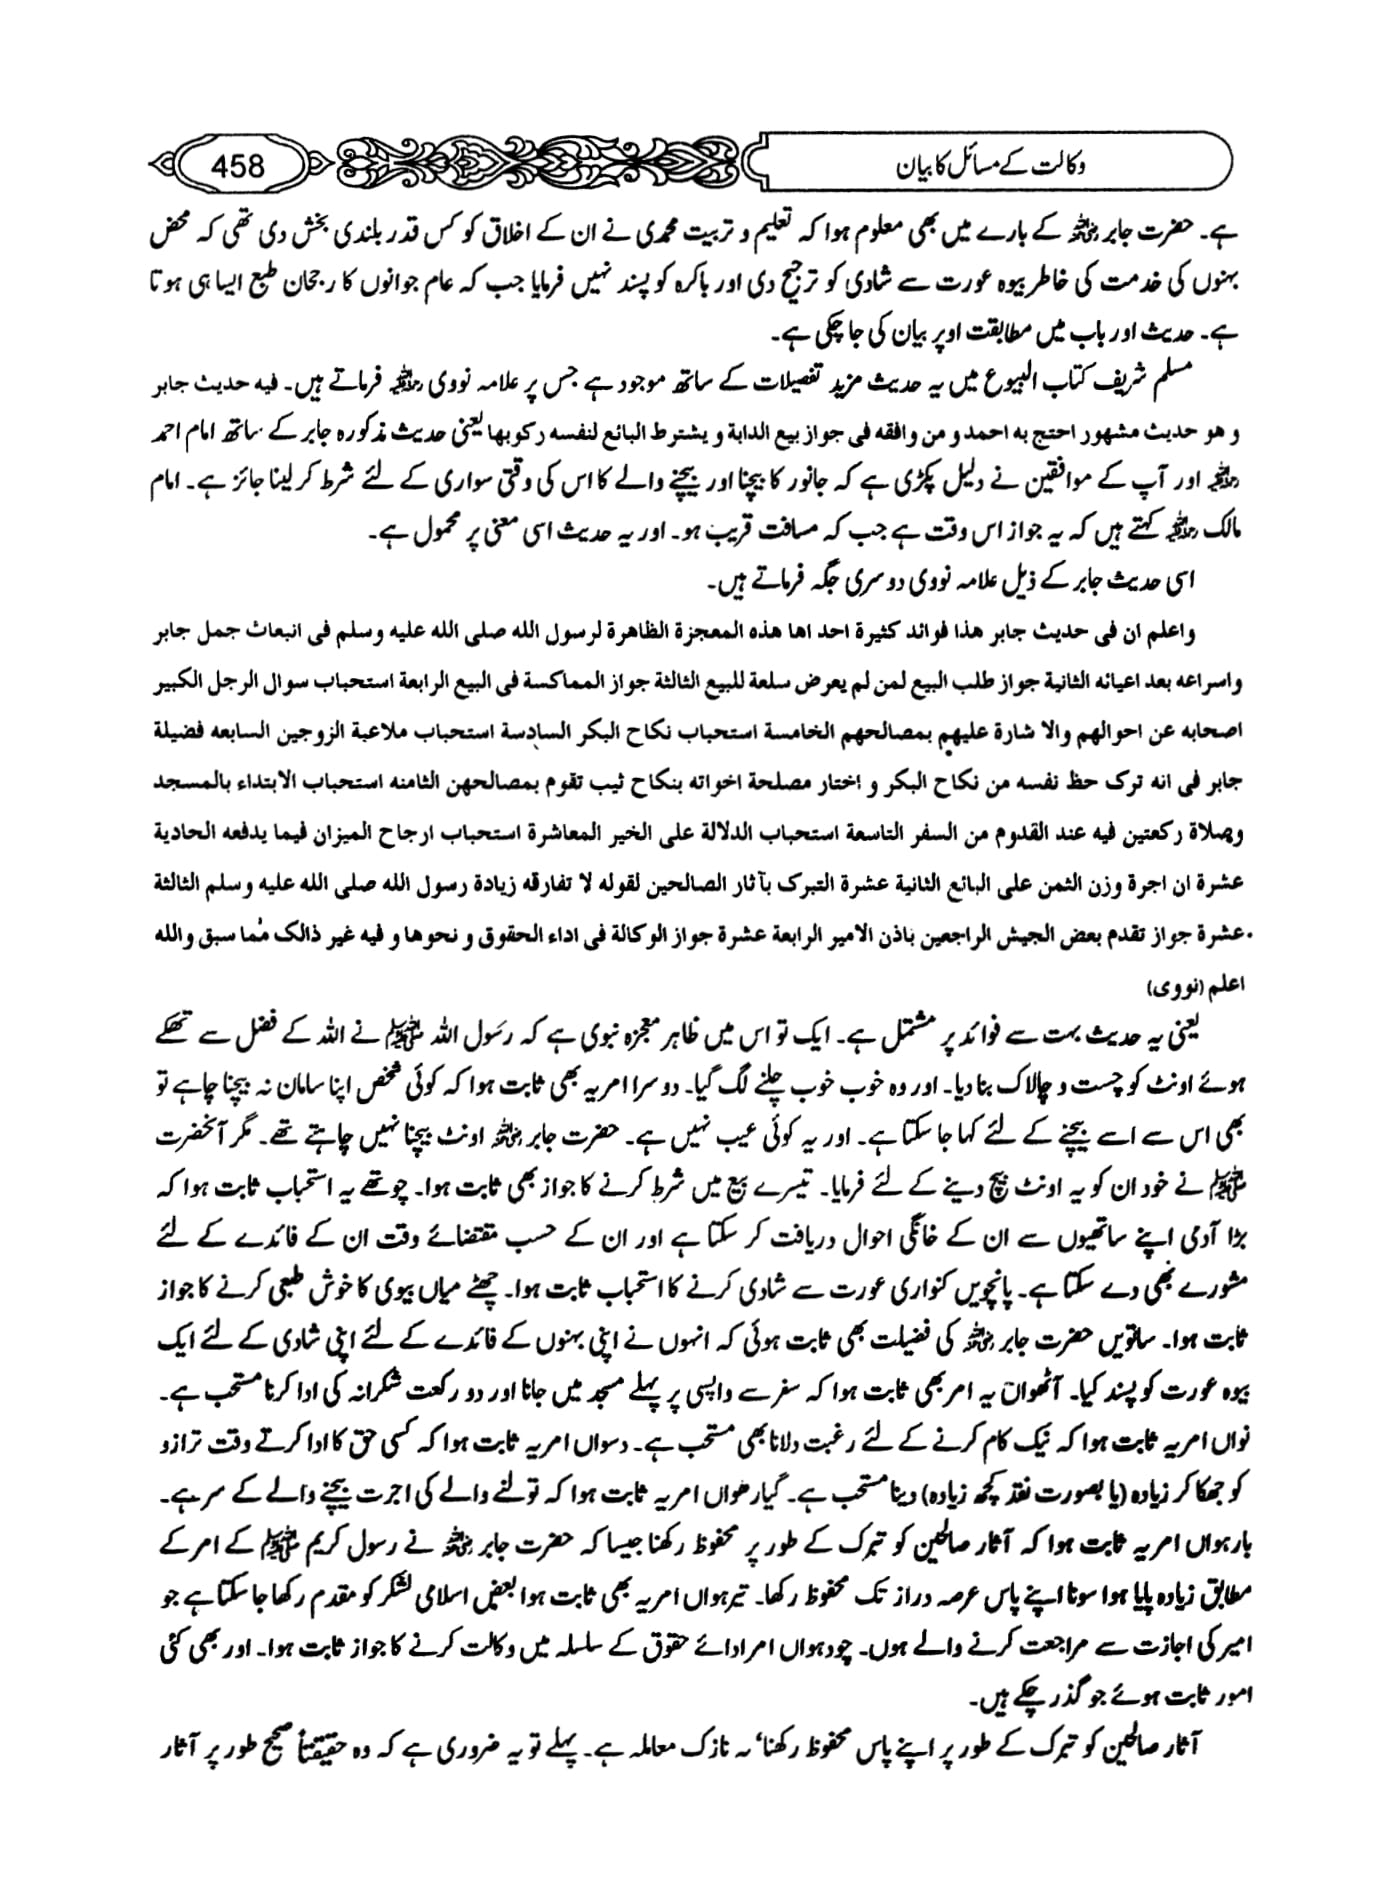 وکالت کے مسائل کا بیان
458
ہے۔ حضرت جابر رضی اللہ عنہ کے بارے میں بھی معلوم ہوا کہ تعلیم و تربیت محمدی نے ان کے اخلاق کو کس قدر بلندی بخش دی تھی کہ محض
بہنوں کی خدمت کی خاطر بیوہ عورت سے شادی کو ترجیح دی اور باکرہ کو پسند نہیں فرمایا جب کہ عام جوانوں کا رجحان طبع ایسا ہی ہوتا
ہے۔ حدیث اور باب میں مطابقت اوپر بیان کی جا چکی ہے۔
مسلم شریف کتاب البیوع میں یہ حدیث مزید تفصیلات کے ساتھ موجود ہے جس پر علامہ نووی رحمہ اللہ فرماتے ہیں۔ فیه حدیث جابر
و هو حدیث مشهور احتج به احمد و من وافقه فی جواز بیع الدابة و یشترط البائع لنفسه رکوبها یعنی حدیث مذکورہ جابر کے ساتھ امام احمد
رحمہ اللہ اور آپ کے موافقین نے دلیل پکڑی ہے کہ جانور کا بیچنا اور بیچنے والے کا اس کی وقتی سواری کے لئے شرط کر لینا جائز ہے۔ امام
مالک رحمہ اللہ کہتے ہیں کہ یہ جواز اس وقت ہے جب کہ مسافت قریب ہو۔ اور یہ حدیث اسی معنی پر محمول ہے۔
اسی حدیث جابر کے ذیل علامہ نووی دوسری جگہ فرماتے ہیں۔
واعلم ان فی حدیث جابر هذا فوائد کثیرة احد اها هذه المعجزة الظاهرة لرسول الله صلی الله علیه وسلم فی انبعاث جمل جابر
واسراعه بعد اعیائه الثانیة جواز طلب البیع لمن لم یعرض سلعة للبیع الثالثة جواز المماکسة فی البیع الرابعة استحباب سوال الرجل الکبیر
اصحابه عن احوالهم والا شارة علیهم بمصالحهم الخامسة استحباب نکاح البکر السادسة استحباب ملاعبة الزوجین السابعه فضیلة
جابر فی انه ترک حظ نفسه من نکاح البکر و اختار مصلحة اخواته بنکاح ثیب تقوم بمصالحهن الثامنه استحباب الابتداء بالمسجد
وصلاة رکعتین فیه عند القدوم من السفر التاسعة استحباب الدلالة علی الخیر المعاشرة استحباب ارجاح المیزان فیما یدفعه الحادیة
عشرة ان اجرة وزن الثمن علی البائع الثانیة عشرة التبرک بآثار الصالحین لقوله لا تفارقه زیادة رسول الله صلی الله علیه وسلم الثالثة
عشرة جواز تقدم بعض الجیش الراجعین باذن الامیر الرابعة عشرة جواز الوکالة فی اداء الحقوق و نحوها و فیه غیر ذالک مما سبق والله
اعلم (نووی)
یعنی یہ حدیث بہت سے فوائد پر مشتمل ہے۔ ایک تو اس میں ظاہر معجزہ نبوی ہے کہ رسول اللہ ﷺ نے اللہ کے فضل سے تھکے
ہوئے اونٹ کو چست و چالاک بنا دیا۔ اور وہ خوب خوب چلنے لگ گیا۔ دوسرا امر یہ بھی ثابت ہوا کہ کوئی شخص اپنا سامان نہ بیچنا چاہے تو
بھی اس سے اسے بیچنے کے لئے کہا جا سکتا ہے۔ اور یہ کوئی عیب نہیں ہے۔ حضرت جابر رضی اللہ عنہ اونٹ بیچنا نہیں چاہتے تھے۔ مگر آنحضرت
ﷺ نے خود ان کو یہ اونٹ بیچ دینے کے لئے فرمایا۔ تیسرے بیع میں شرط کرنے کا جواز بھی ثابت ہوا۔ چوتھے یہ استحباب ثابت ہوا کہ
بڑا آدمی اپنے ساتھیوں سے ان کے خانگی احوال دریافت کر سکتا ہے اور ان کے حسب مقتضائے وقت ان کے فائدے کے لئے
مشورے بھی دے سکتا ہے۔ پانچویں کنواری عورت سے شادی کرنے کا استحباب ثابت ہوا۔ چھٹے میاں بیوی کا خوش طبعی کرنے کا جواز
ثابت ہوا۔ ساتویں حضرت جابر رضی اللہ عنہ کی فضیلت بھی ثابت ہوئی کہ انہوں نے اپنی بہنوں کے فائدے کے لئے اپنی شادی کے لئے ایک
بیوہ عورت کو پسند کیا۔ آٹھواں یہ امر بھی ثابت ہوا کہ سفر سے واپسی پر پہلے مسجد میں جانا اور دو رکعت شکرانہ کی ادا کرنا مستحب ہے۔
نواں امر یہ ثابت ہوا کہ نیک کام کرنے کے لئے رغبت دلانا بھی مستحب ہے۔ دسواں امر یہ ثابت ہوا کہ کسی حق کا ادا کرتے وقت ترازو
کو جھکا کر زیادہ (یا بصورت نقد کچھ زیادہ) دینا مستحب ہے۔ گیارھواں امر یہ ثابت ہوا کہ تولنے والے کی اجرت بیچنے والے کے سر ہے۔
بارہواں امر یہ ثابت ہوا کہ آثار صالحین کو تبرک کے طور پر محفوظ رکھنا جیسا کہ حضرت جابر رضی اللہ عنہ نے رسول کریم ﷺ کے امر کے
مطابق زیادہ پایا ہوا سونا اپنے پاس عرصہ دراز تک محفوظ رکھا۔ تیرھواں امر یہ بھی ثابت ہوا بعض اسلامی لشکر کو مقدم رکھا جا سکتا ہے جو
امیر کی اجازت سے مراجعت کرنے والے ہوں۔ چودہواں امر ادائے حقوق کے سلسلہ میں وکالت کرنے کا جواز ثابت ہوا۔ اور بھی کئی
امور ثابت ہوئے جو گذر چکے ہیں۔
آثار صالحین کو تبرک کے طور پر اپنے پاس محفوظ رکھنا' یہ نازک معاملہ ہے۔ پہلے تو یہ ضروری ہے کہ وہ حقیقتاً صحیح طور پر آثار